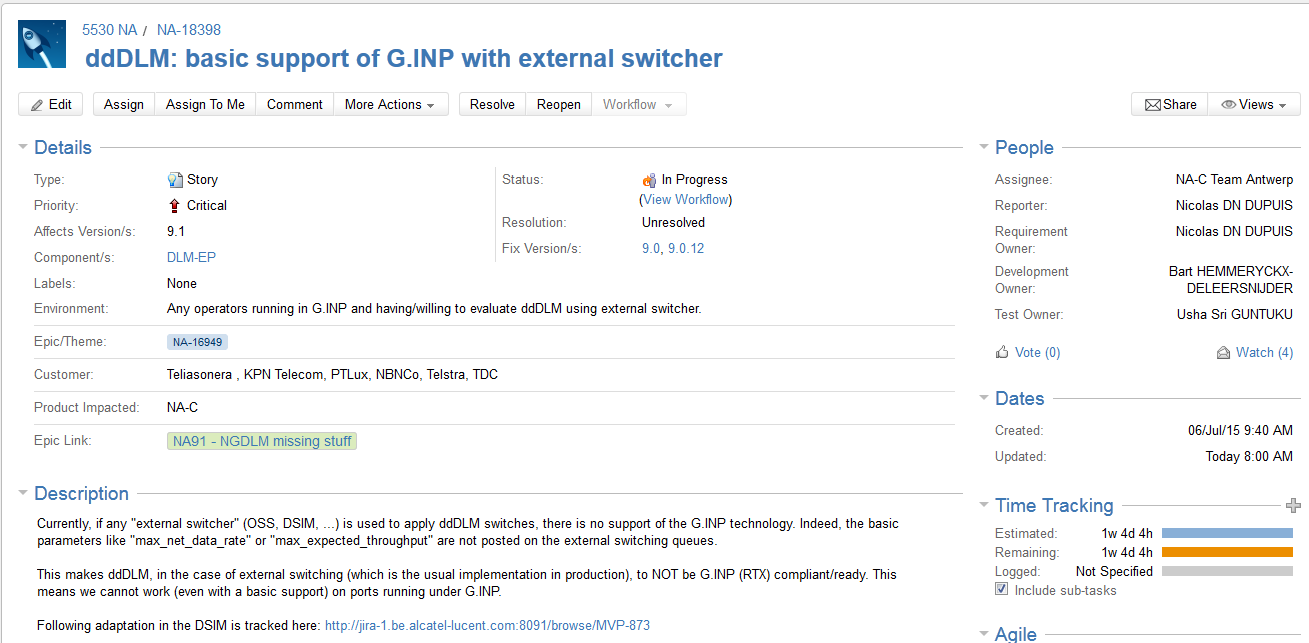 5530 NA / NA-18398
ddDLM: basic support of G.INP with external switcher
Edit Assign Assign To Me Comment More Actions Resolve Reopen Workflow Share Views
Details
Type: Story
Priority: Critical
Affects Version/s: 9.1
Component/s: DLM-EP
Labels: None
Environment: Any operators running in G.INP and having/willing to evaluate ddDLM using external switcher.
Status: In Progress
(View Workflow)
Resolution: Unresolved
Fix Version/s: 9.0, 9.0.12
Epic/Theme: NA-16949
Customer: Teliasonera , KPN Telecom, PTLux, NBNCo, Telstra, TDC
Product Impacted: NA-C
Epic Link: NA91 - NGDLM missing stuff
Description
Currently, if any "external switcher" (OSS, DSIM, ...) is used to apply ddDLM switches, there is no support of the G.INP technology. Indeed, the basic
parameters like "max_net_data_rate" or "max_expected_throughput" are not posted on the external switching queues.
This makes ddDLM, in the case of external switching (which is the usual implementation in production), to NOT be G.INP (RTX) compliant/ready. This
means we cannot work (even with a basic support) on ports running under G.INP.
Following adaptation in the DSIM is tracked here: http://jira-1.be.alcatel-lucent.com:8091/browse/MVP-873
People
Assignee: NA-C Team Antwerp
Reporter: Nicolas DN DUPUIS
Requirement Nicolas DN DUPUIS
Owner:
Development Bart HEMMERYCKX-
Owner: DELEERSNIJDER
Test Owner: Usha Sri GUNTUKU
Vote (0) Watch (4)
Dates
Created: 06/Jul/15 9:40 AM
Updated: Today 8:00 AM
Time Tracking
Estimated: 1w 4d 4h
Remaining: 1w 4d 4h
Logged: Not Specified
Include sub-tasks
Agile